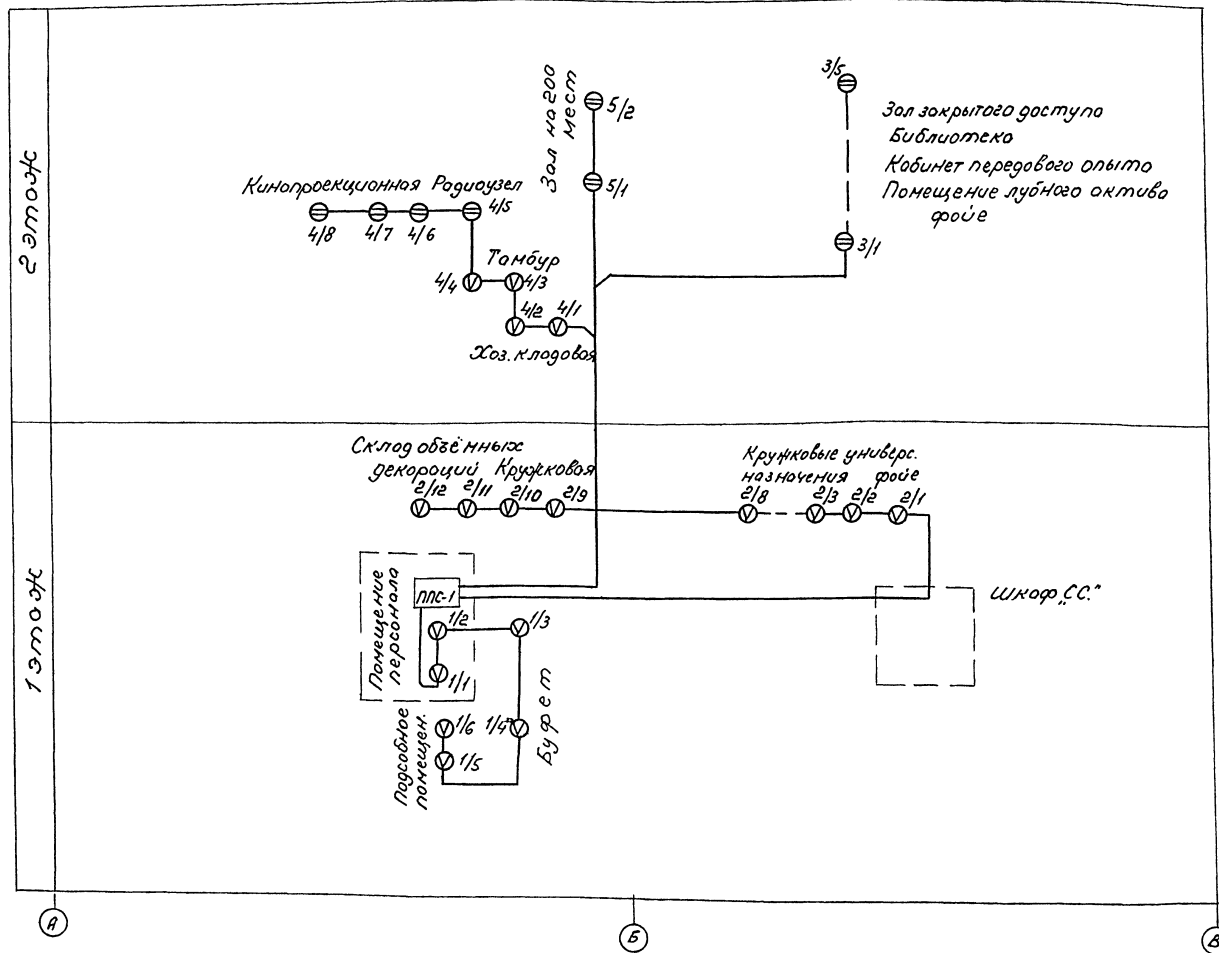 2 этаж
Зал на 200
мест
5/2
5/1
3/5
Зал закрытого доступа
Библиотека
Кабинет передового опыта
Помещение лубного актива
фойе
3/1
Кинопроекционная Радиоузел
4/8
4/7
4/6
4/5
Тамбур
4/4
4/3
4/2
4/1
Хоз. кладовая
1 этаж
Склад объёмных
декораций Кружковая
2/12
2/11
2/10
2/9
Кружковые универс.
назначения фойе
2/8
2/3
2/2
2/1
Помещение
персонала
ППС-1
1/2
1/3
1/1
Шкаф „СС.”
Подсобное
помещен.
1/6
1/4
1/5
Буфет
А
Б
В